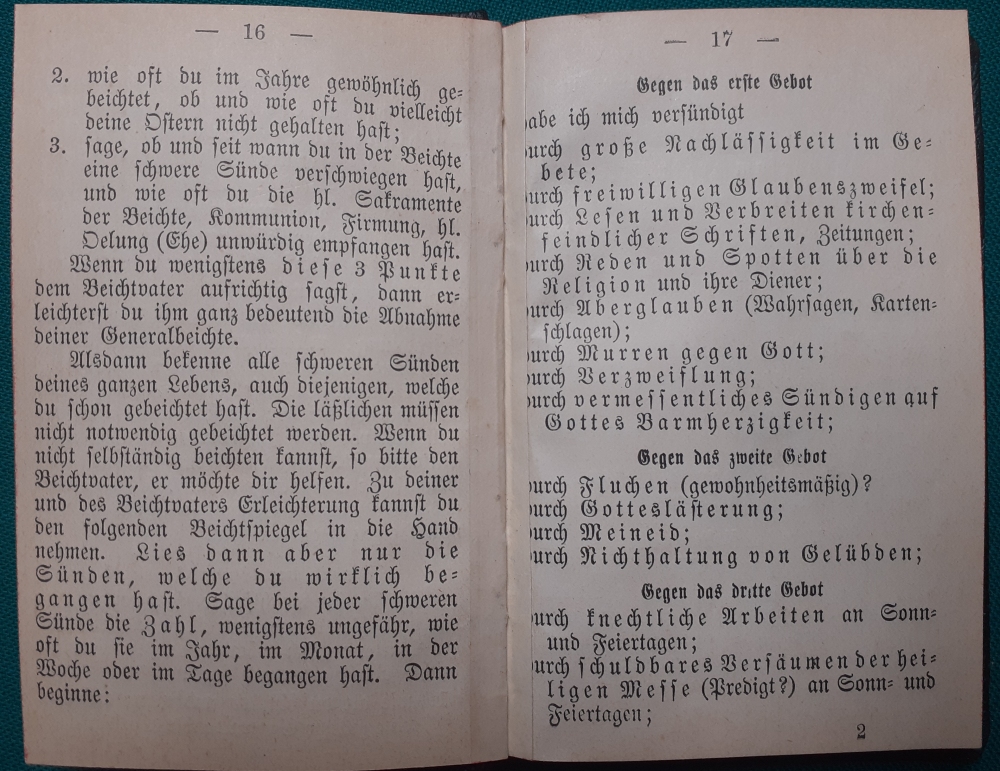 — 16 —
2. wie oft du im Jahre gewöhnlich ge-
beichtet, ob und wie oft du vielleicht
deine Ostern nicht gehalten hast;
3. sage, ob und seit wann du in der Beichte
eine schwere Sünde verschwiegen hast,
und wie oft du die hl. Sakramente
der Beichte, Kommunion, Firmung, hl.
Oelung (Ehe) unwürdig empfangen hast.
Wenn du wenigstens diese 3 Punkte
dem Beichtvater aufrichtig sagst, dann er-
leichterst du ihm ganz bedeutend die Abnahme
deiner Generalbeichte.
Alsdann bekenne alle schweren Sünden
deines ganzen Lebens, auch diejenigen, welche
du schon gebeichtet hast. Die läßlichen müssen
nicht notwendig gebeichtet werden. Wenn du
nicht selbständig beichten kannst, so bitte den
Beichtvater, er möchte dir helfen. Zu deiner
und des Beichtvaters Erleichterung kannst du
den folgenden Beichtspiegel in die Hand
nehmen. Lies dann aber nur die
Sünden, welche du wirklich be-
gangen hast. Sage bei jeder schweren
Sünde die Zahl, wenigstens ungefähr, wie
oft du sie im Jahr, im Monat, in der
Woche oder im Tage begangen hast. Dann
beginne:
— 17 —
Gegen das erste Gebot
abe ich mich versündigt
urch große Nachlässigkeit im Ge-
bete;
urch freiwilligen Glaubenszweifel;
urch Lesen und Verbreiten kirchen-
feindlicher Schriften, Zeitungen;
urch Reden und Spotten über die
Religion und ihre Diener;
urch Aberglauben (Wahrsagen, Karten-
schlagen);
urch Murren gegen Gott;
urch Verzweiflung;
urch vermessentliches Sündigen auf
Gottes Barmherzigkeit;
Gegen das zweite Gebot
urch Fluchen (gewohnheitsmäßig)?
urch Gotteslästerung;
urch Meineid;
urch Nichthaltung von Gelübden;
Gegen das dritte Gebot
urch knechtliche Arbeiten an Sonn-
und Feiertagen;
urch schuldbares Versäumen der hei-
ligen Messe (Predigt?) an Sonn- und
Feiertagen;
2